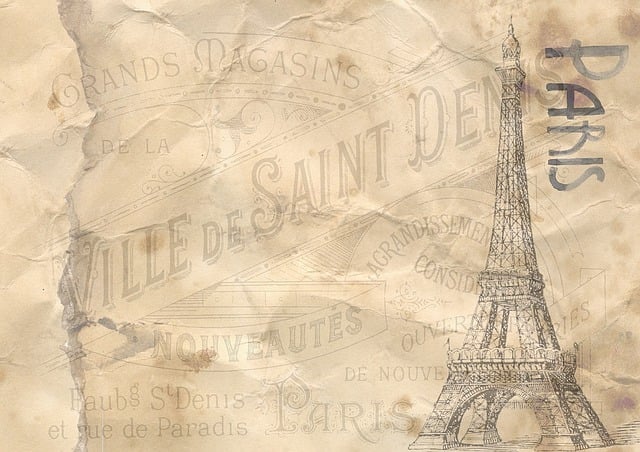 GRANDS MAGASINS
DE LA
VILLE DE SAINT DENIS
AGRANDISSEMENT
NOUVEAUTÉS
DE NOUVE
Faubg St Denis
et rue de Paradis
PARIS
PARIS